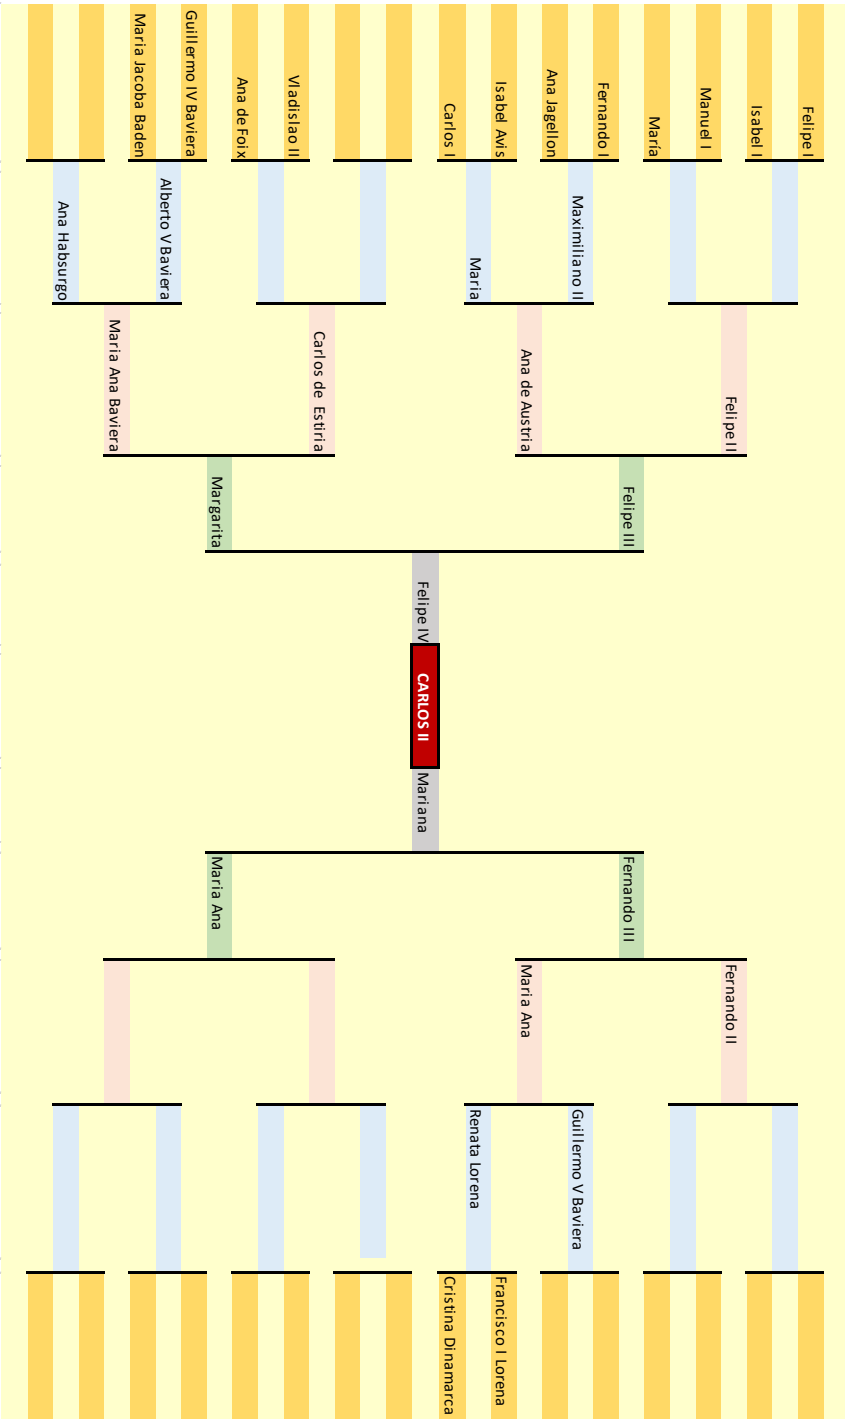 Felipe I
Isabel I
Manuel I
María
Fernando I
Ana Jagellon
Isabel Avis
Carlos I
Vladislao II
Ana de Foix
Guillermo IV Baviera
Maria Jacoba Baden
Maximiliano II
Maria
Alberto V Baviera
Ana Habsurgo
Felipe II
Ana de Austria
Carlos de Estiria
Maria Ana Baviera
Felipe III
Margarita
Felipe IV
CARLOS II
Mariana
Fernando III
Maria Ana
Fernando II
Maria Ana
Guillermo V Baviera
Renata Lorena
Francisco I Lorena
Cristina Dinamarca